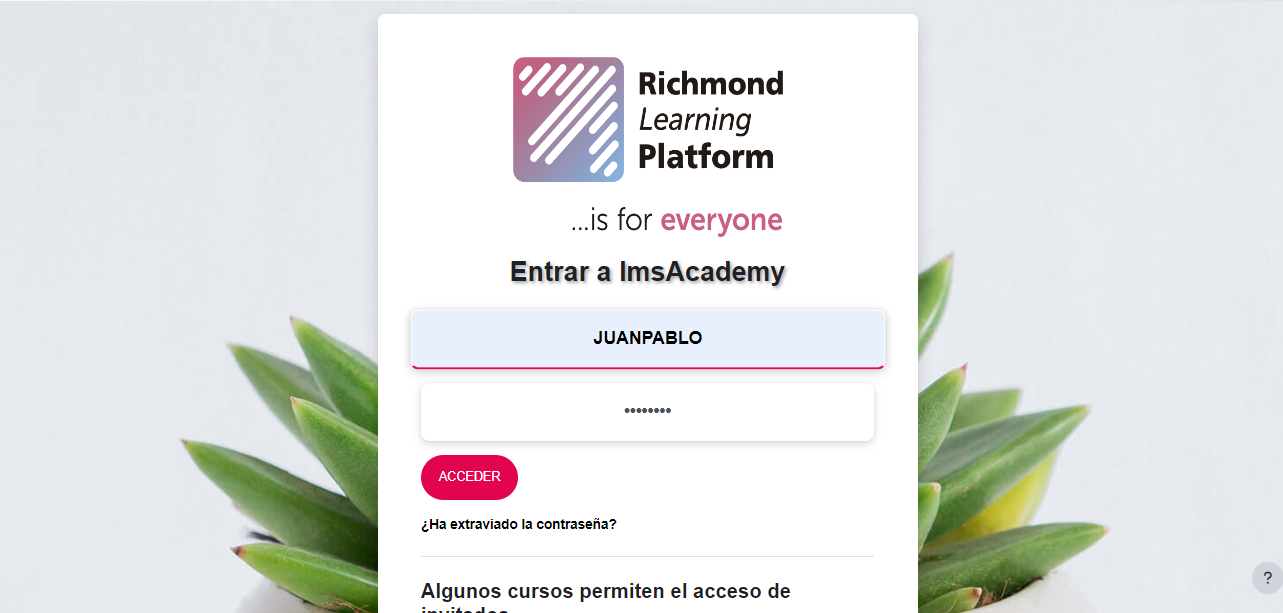 Richmond
Learning
Platform
...is for everyone
Entrar a ImsAcademy
JUANPABLO
••••••••
ACCEDER
¿Ha extraviado la contraseña?
Algunos cursos permiten el acceso de
invitados
?